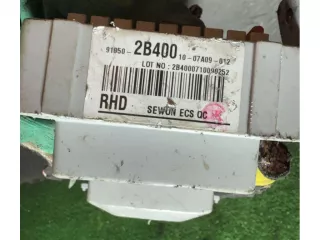 91950- 2B400 10-07A09-012
LOT NO : 2B4000710090252
RHD SEWON ECS QC